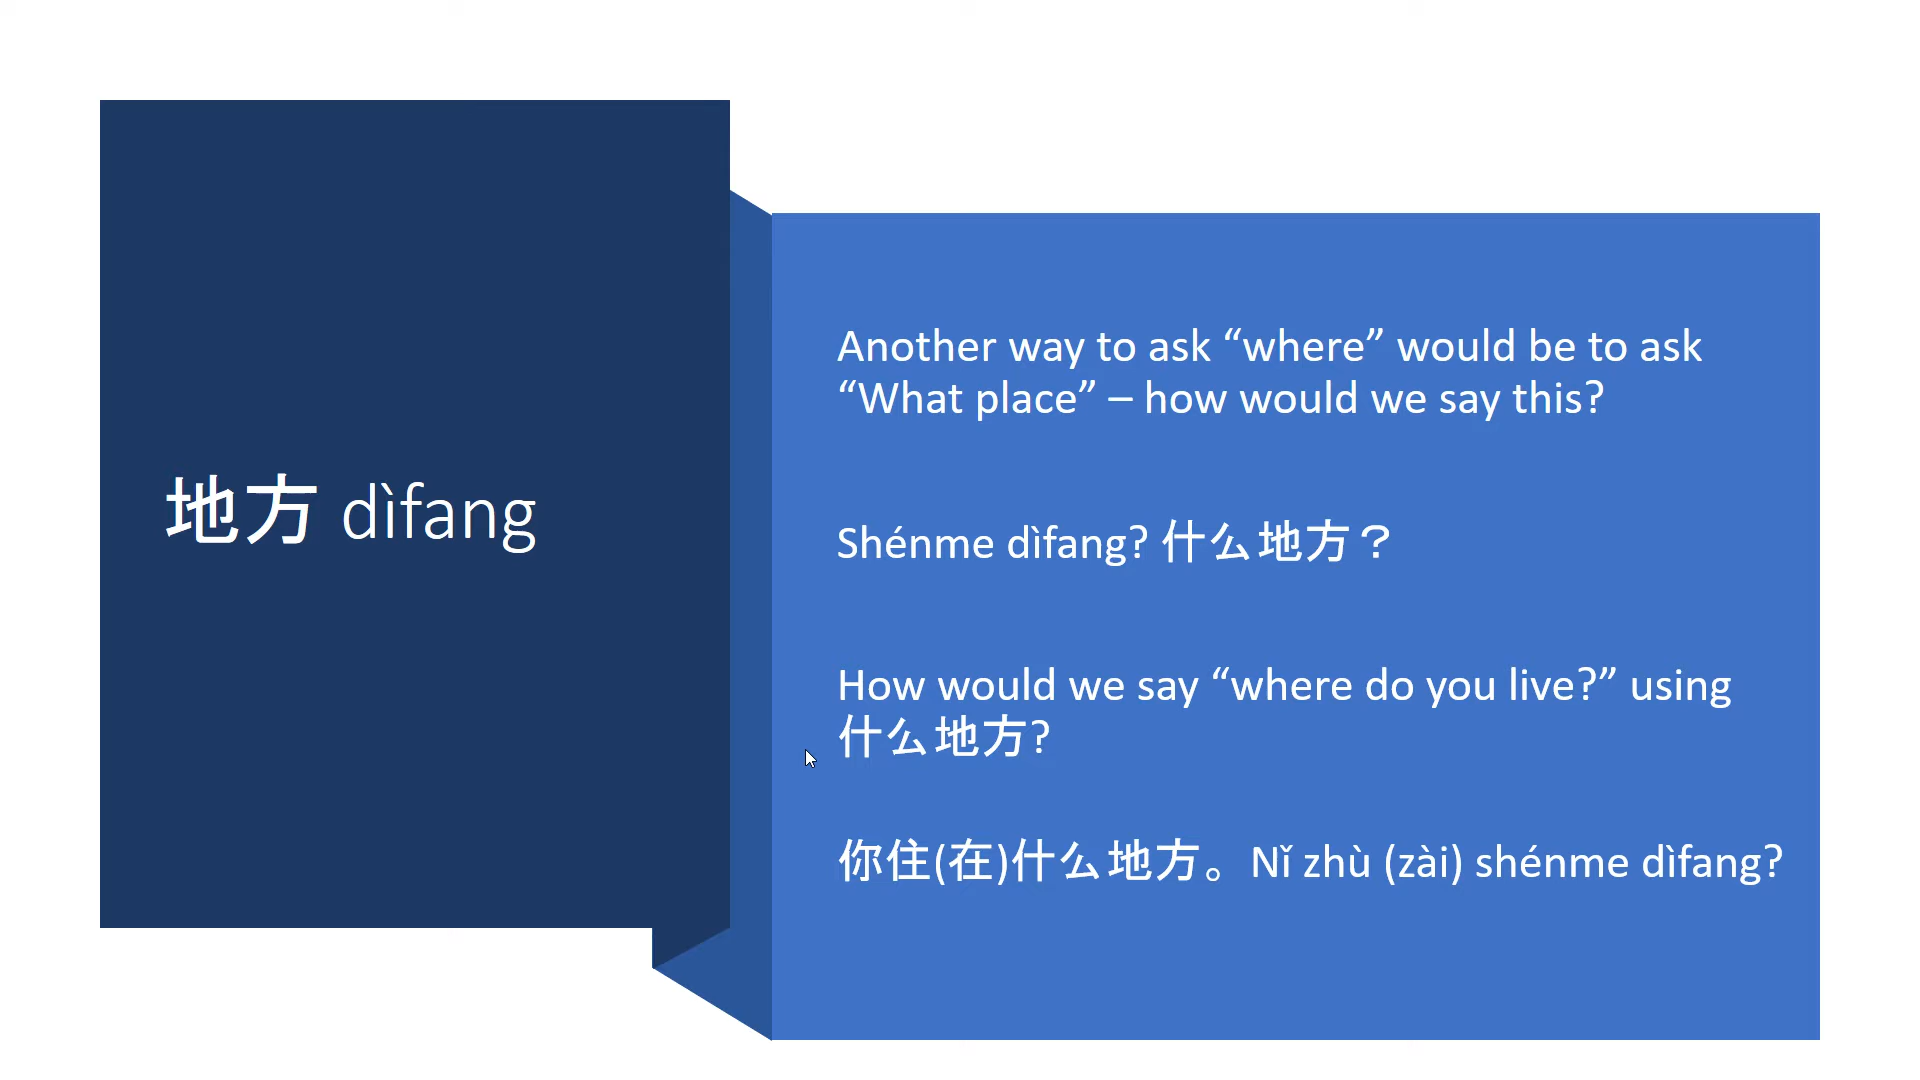 地方 dìfang
Another way to ask “where” would be to ask
“What place” – how would we say this?
Shénme dìfang? 什么地方？
How would we say “where do you live?” using
什么地方?
你住(在)什么地方。Nǐ zhù (zài) shénme dìfang?